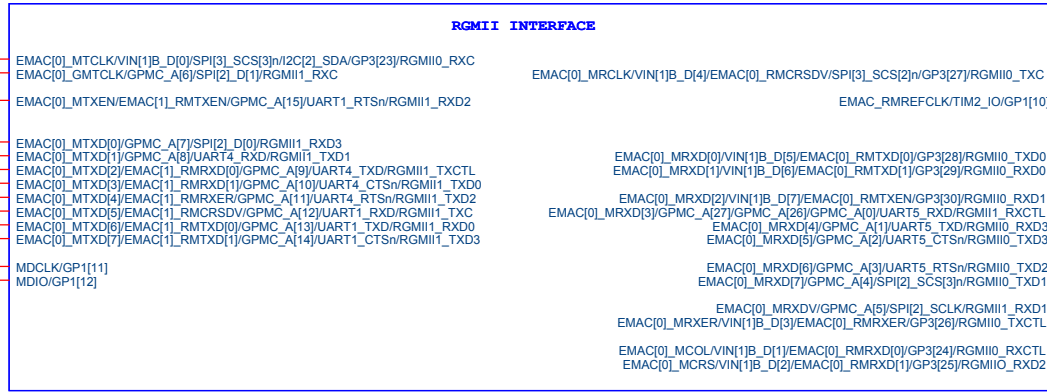 RGMII INTERFACE
EMAC[0]_MTCLK/VIN[1]B_D[0]/SPI[3]_SCS[3]n/I2C[2]_SDA/GP3[23]/RGMII0_RXC
EMAC[0]_GMTCLK/GPMC_A[6]/SPI[2]_D[1]/RGMII1_RXC
EMAC[0]_MTXEN/EMAC[1]_RMTXEN/GPMC_A[15]/UART1_RTSn/RGMII1_RXD2
EMAC[0]_MTXD[0]/GPMC_A[7]/SPI[2]_D[0]/RGMII1_RXD3
EMAC[0]_MTXD[1]/GPMC_A[8]/UART4_RXD/RGMII1_TXD1
EMAC[0]_MTXD[2]/EMAC[1]_RMRXD[0]/GPMC_A[9]/UART4_TXD/RGMII1_TXCTL
EMAC[0]_MTXD[3]/EMAC[1]_RMRXD[1]/GPMC_A[10]/UART4_CTSn/RGMII1_TXD0
EMAC[0]_MTXD[4]/EMAC[1]_RMRXER/GPMC_A[11]/UART4_RTSn/RGMII1_TXD2
EMAC[0]_MTXD[5]/EMAC[1]_RMCRSDV/GPMC_A[12]/UART1_RXD/RGMII1_TXC
EMAC[0]_MTXD[6]/EMAC[1]_RMTXD[0]/GPMC_A[13]/UART1_TXD/RGMII1_RXD0
EMAC[0]_MTXD[7]/EMAC[1]_RMTXD[1]/GPMC_A[14]/UART1_CTSn/RGMII1_TXD3
MDCLK/GP1[11]
MDIO/GP1[12]
EMAC[0]_MRCLK/VIN[1]B_D[4]/EMAC[0]_RMCRSDV/SPI[3]_SCS[2]n/GP3[27]/RGMII0_TXC
EMAC_RMREFCLK/TIM2_IO/GP1[10]
EMAC[0]_MRXD[0]/VIN[1]B_D[5]/EMAC[0]_RMTXD[0]/GP3[28]/RGMII0_TXD0
EMAC[0]_MRXD[1]/VIN[1]B_D[6]/EMAC[0]_RMTXD[1]/GP3[29]/RGMII0_RXD0
EMAC[0]_MRXD[2]/VIN[1]B_D[7]/EMAC[0]_RMTXEN/GP3[30]/RGMII0_RXD1
EMAC[0]_MRXD[3]/GPMC_A[27]/GPMC_A[26]/GPMC_A[0]/UART5_RXD/RGMII1_RXCTL
EMAC[0]_MRXD[4]/GPMC_A[1]/UART5_TXD/RGMII0_RXD3
EMAC[0]_MRXD[5]/GPMC_A[2]/UART5_CTSn/RGMII0_TXD3
EMAC[0]_MRXD[6]/GPMC_A[3]/UART5_RTSn/RGMII0_TXD2
EMAC[0]_MRXD[7]/GPMC_A[4]/SPI[2]_SCS[3]n/RGMII0_TXD1
EMAC[0]_MRXDV/GPMC_A[5]/SPI[2]_SCLK/RGMII1_RXD1
EMAC[0]_MRXER/VIN[1]B_D[3]/EMAC[0]_RMRXER/GP3[26]/RGMII0_TXCTL
EMAC[0]_MCOL/VIN[1]B_D[1]/EMAC[0]_RMRXD[0]/GP3[24]/RGMII0_RXCTL
EMAC[0]_MCRS/VIN[1]B_D[2]/EMAC[0]_RMRXD[1]/GP3[25]/RGMIIO_RXD2